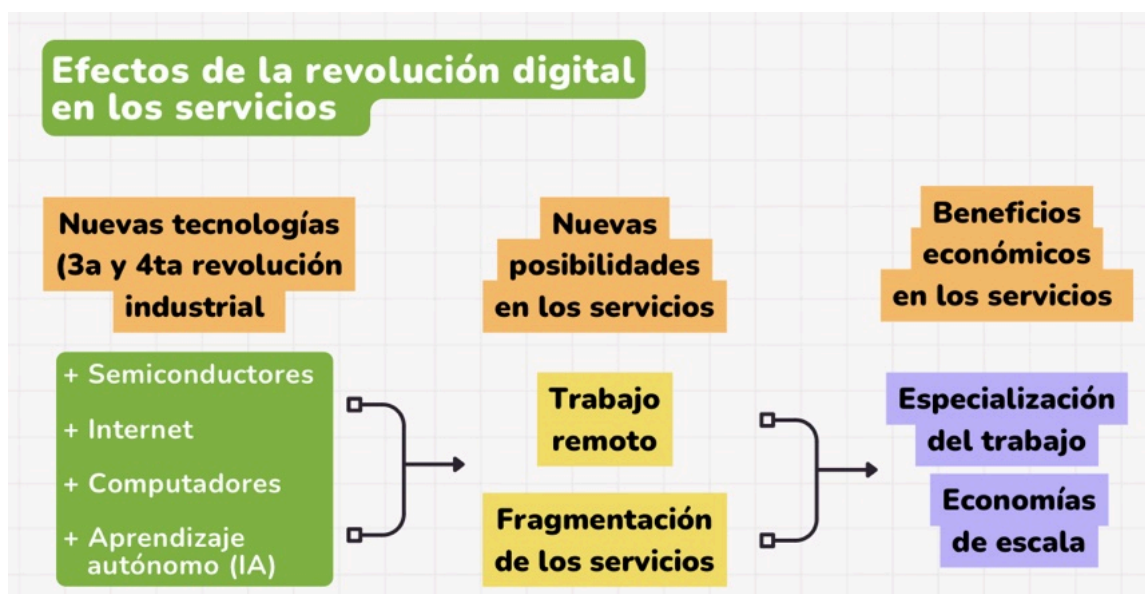 Efectos de la revolución digital
en los servicios
Nuevas tecnologías
(3a y 4ta revolución
industrial
+ Semiconductores
+ Internet
+ Computadores
+ Aprendizaje
autónomo (IA)
Nuevas
posibilidades
en los servicios
Trabajo
remoto
Fragmentación
de los servicios
Beneficios
económicos
en los servicios
Especialización
del trabajo
Economías
de escala